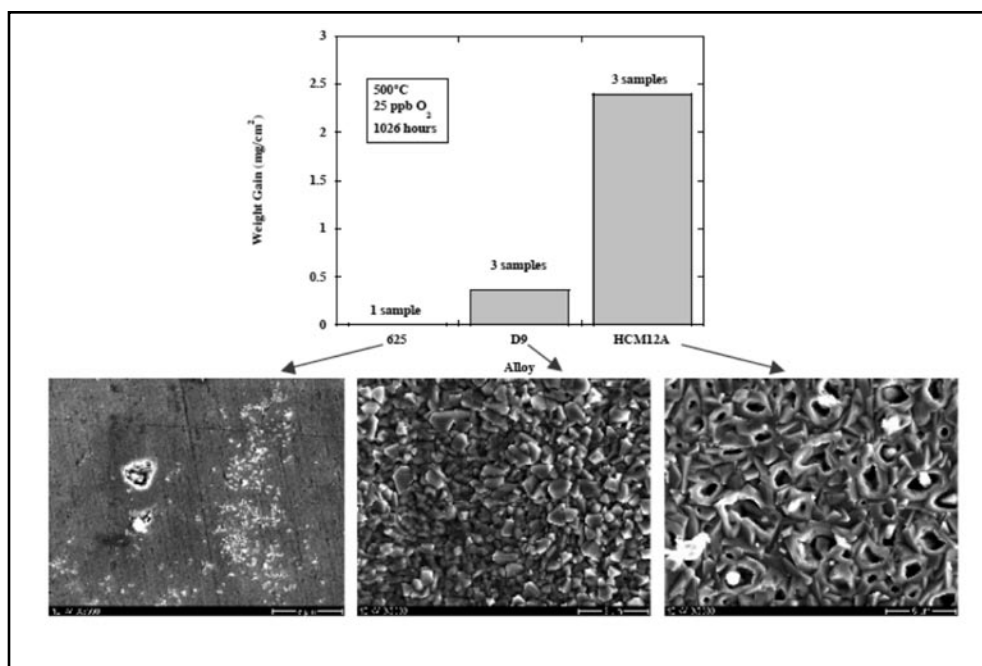 3
2.5
2
1.5
1
0.5
0
Weight Gain (mg/cm²)
500°C
25 ppb O₂
1026 hours
3 samples
3 samples
1 sample
625 D9 HCM12A
Alloy